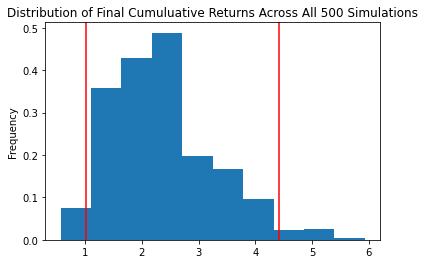 Distribution of Final Cumuluative Returns Across All 500 Simulations
Frequency
0.5
0.4
0.3
0.2
0.1
0.0
1 2 3 4 5 6